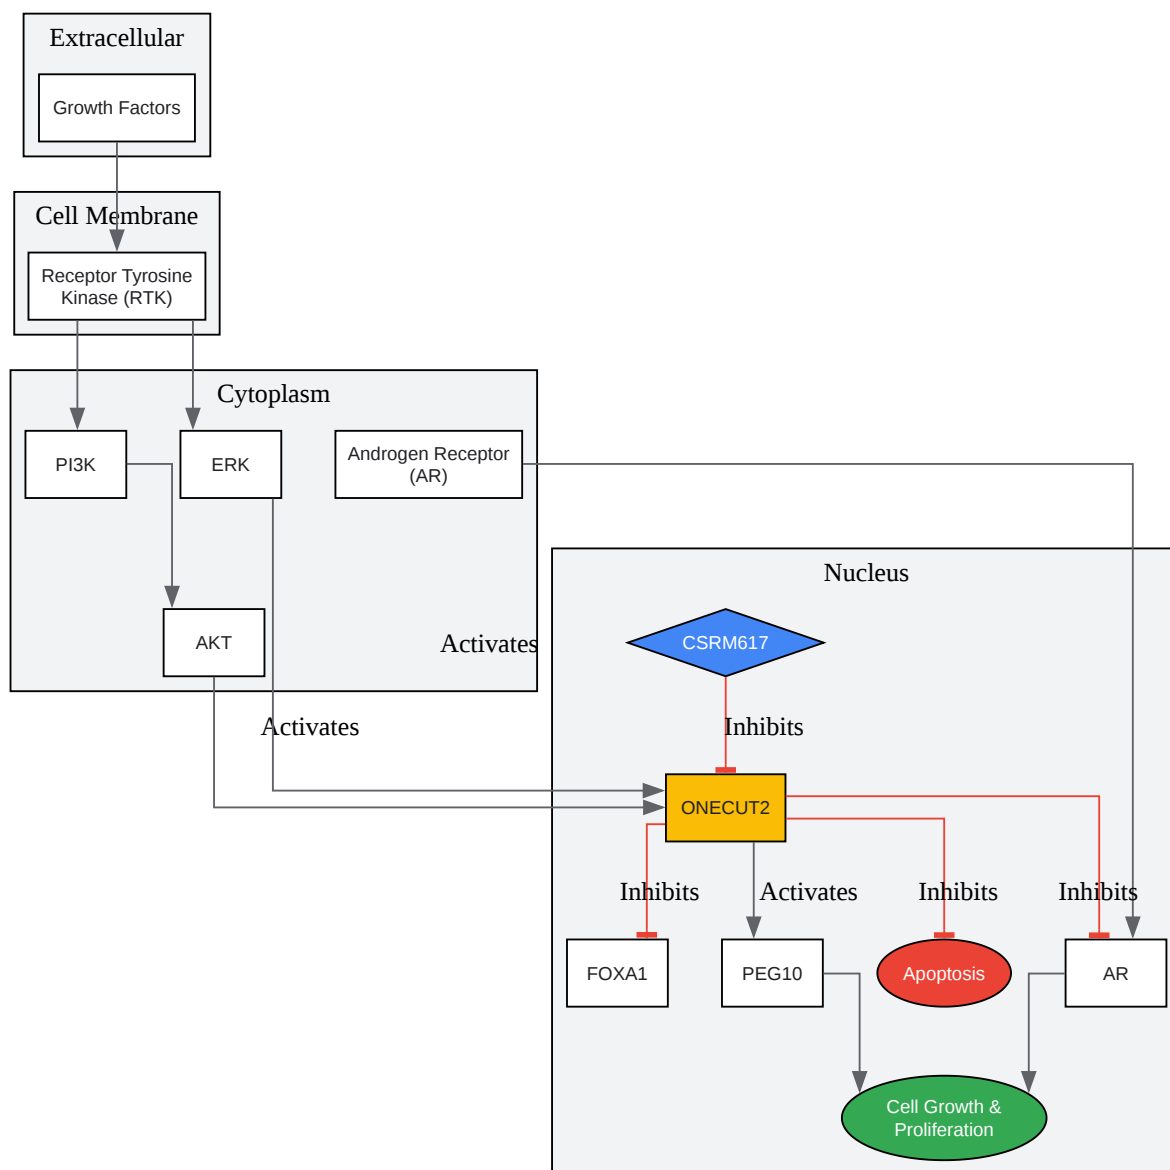 Extracellular
Growth Factors
Cell Membrane
Receptor Tyrosine
Kinase (RTK)
Cytoplasm
PI3K
ERK
Androgen Receptor
(AR)
Nucleus
AKT
Activates
CSRM617
Activates
Inhibits
ONECUT2
Inhibits
Activates
Inhibits
Inhibits
FOXA1
PEG10
Apoptosis
AR
Cell Growth &
Proliferation